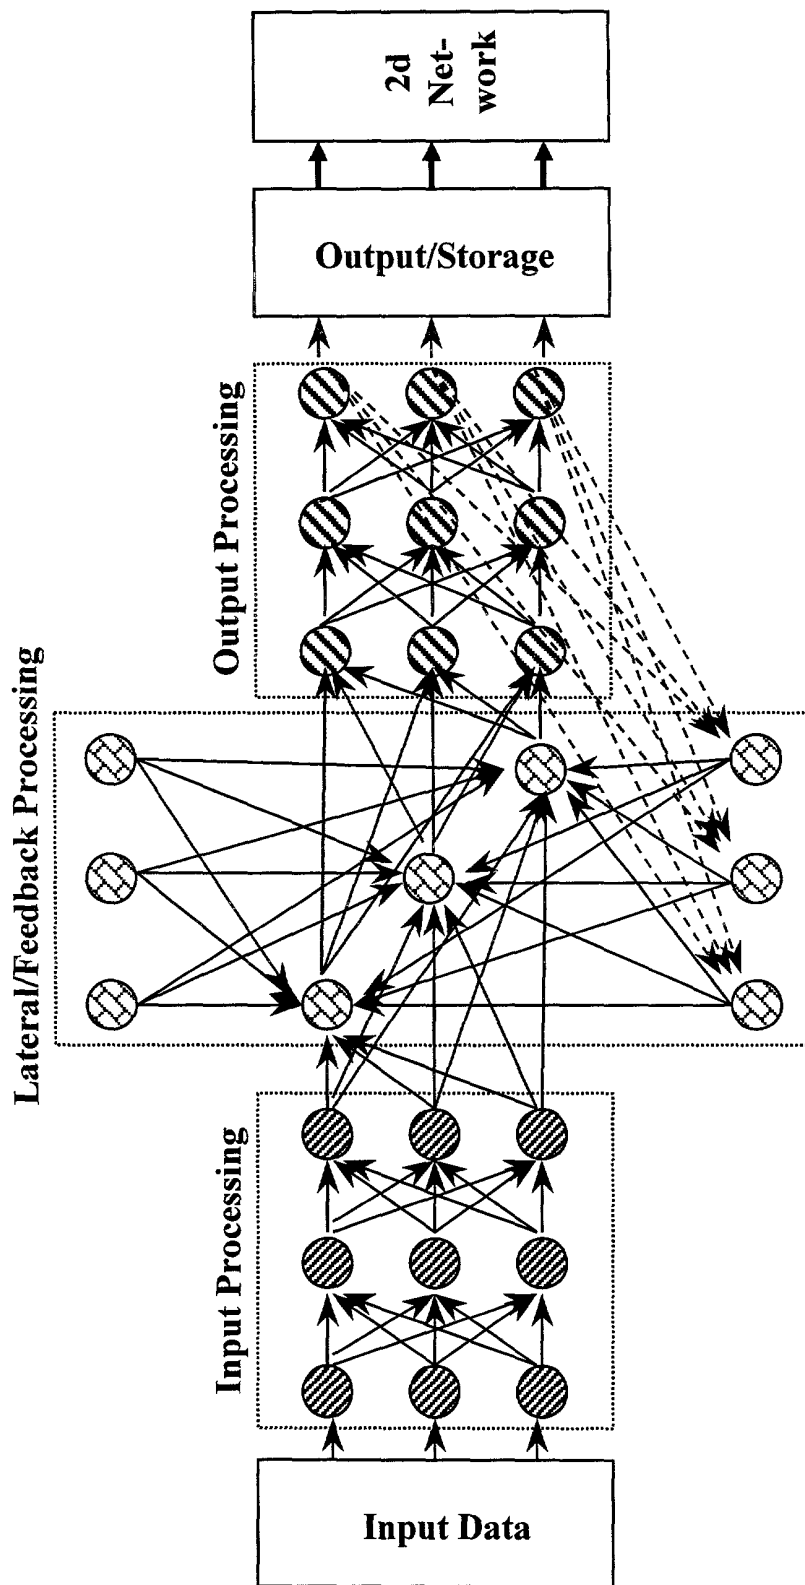 2d
Net-
work
Output/Storage
Output Processing
Lateral/Feedback Processing
Input Processing
Input Data